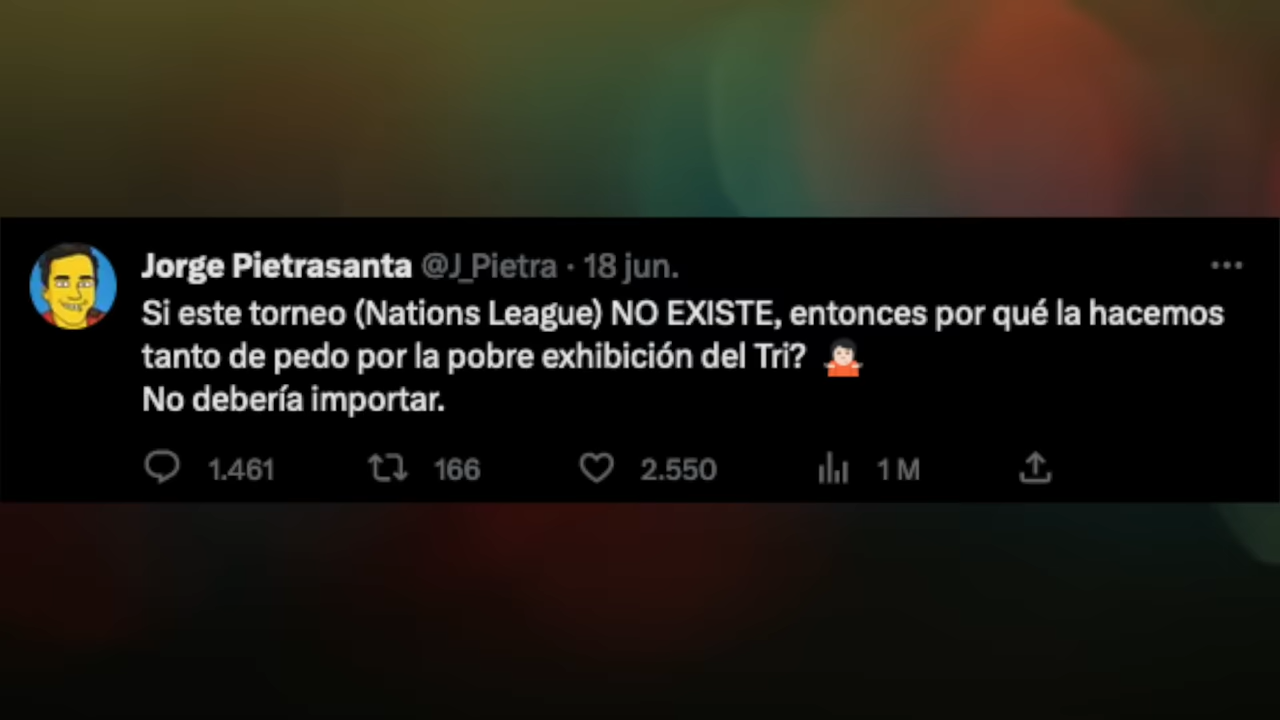 Jorge Pietrasanta @J_Pietra · 18 jun.
Si este torneo (Nations League) NO EXISTE, entonces por qué la hacemos
tanto de pedo por la pobre exhibición del Tri? 🤷🏻
No debería importar.
1.461 166 2.550 1 M